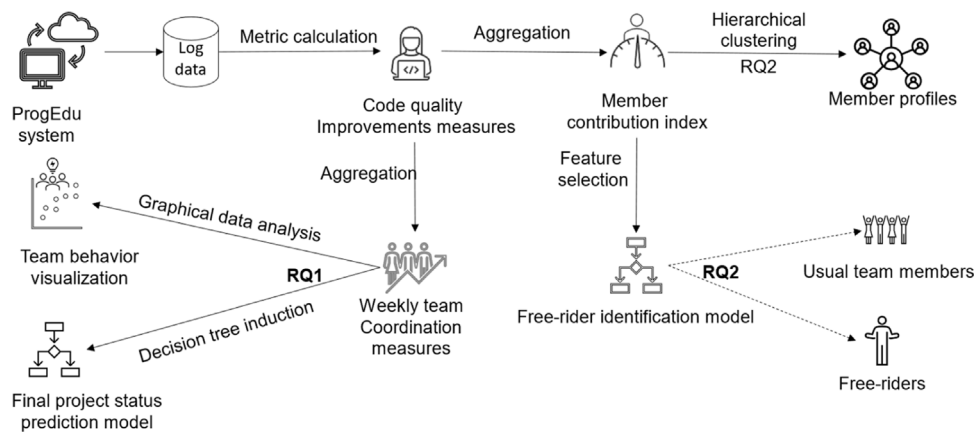 Log
data
Metric calculation
Aggregation
Hierarchical
clustering
RQ2
ProgEdu
system
Code quality
Improvements measures
Member
contribution index
Member profiles
Aggregation
Feature
selection
Graphical data analysis
Team behavior
visualization
RQ1
Decision tree induction
Weekly team
Coordination
measures
Free-rider identification model
RQ2
Usual team members
Free-riders
Final project status
prediction model